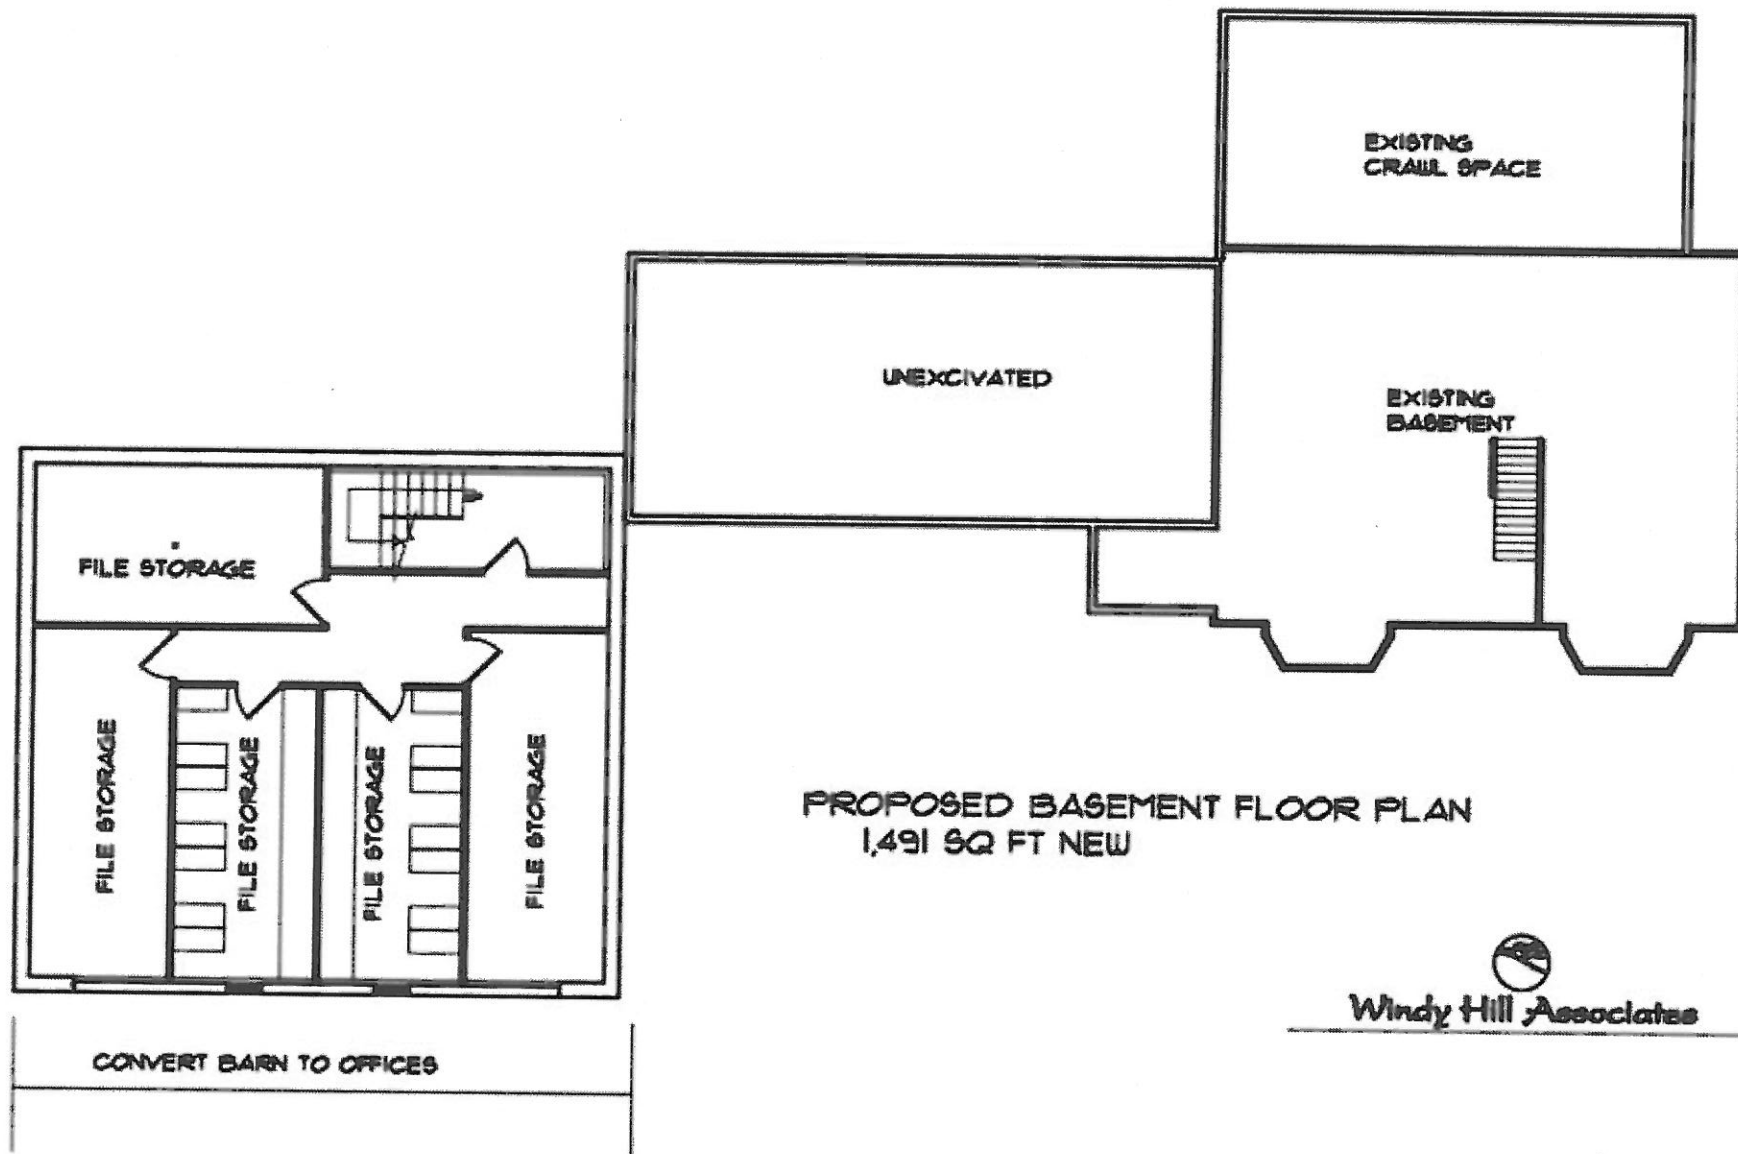 EXISTING
CRAWL SPACE
UNEXCIVATED
EXISTING
BASEMENT
FILE STORAGE
FILE STORAGE
FILE STORAGE
FILE STORAGE
FILE STORAGE
PROPOSED BASEMENT FLOOR PLAN
1,491 SQ FT NEW
Windy Hill Associates
CONVERT BARN TO OFFICES